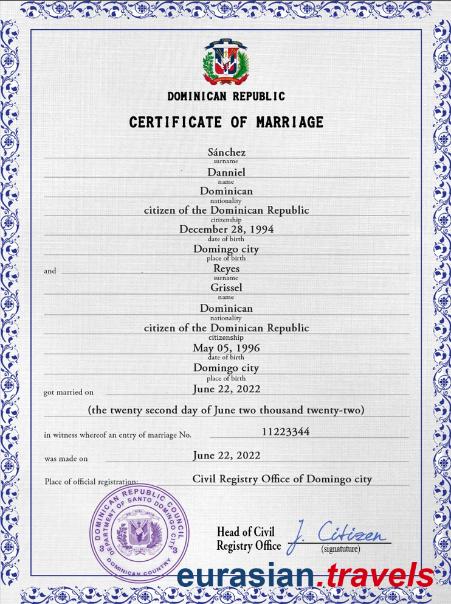 DOMINICAN REPUBLIC
CERTIFICATE OF MARRIAGE
Sánchez
surname
Danniel
name
Dominican
nationality
citizen of the Dominican Republic
citizenship
December 28, 1994
date of birth
Domingo city
place of birth
and Reyes
surname
Grissel
name
Dominican
nationality
citizen of the Dominican Republic
citizenship
May 05, 1996
date of birth
Domingo city
place of birth
got married on June 22, 2022
(the twenty second day of June two thousand twenty-two)
in witness whereof an entry of marriage No. 11223344
was made on June 22, 2022
Place of official registration: Civil Registry Office of Domingo city
DOMINICAN REPUBLIC COUNCIL
DEPARTMENT OF SANTO DOMINGO CITY
DOMINICAN COUNTRY
Head of Civil
Registry Office J. Citizen
(signatuture)
eurasian.travels